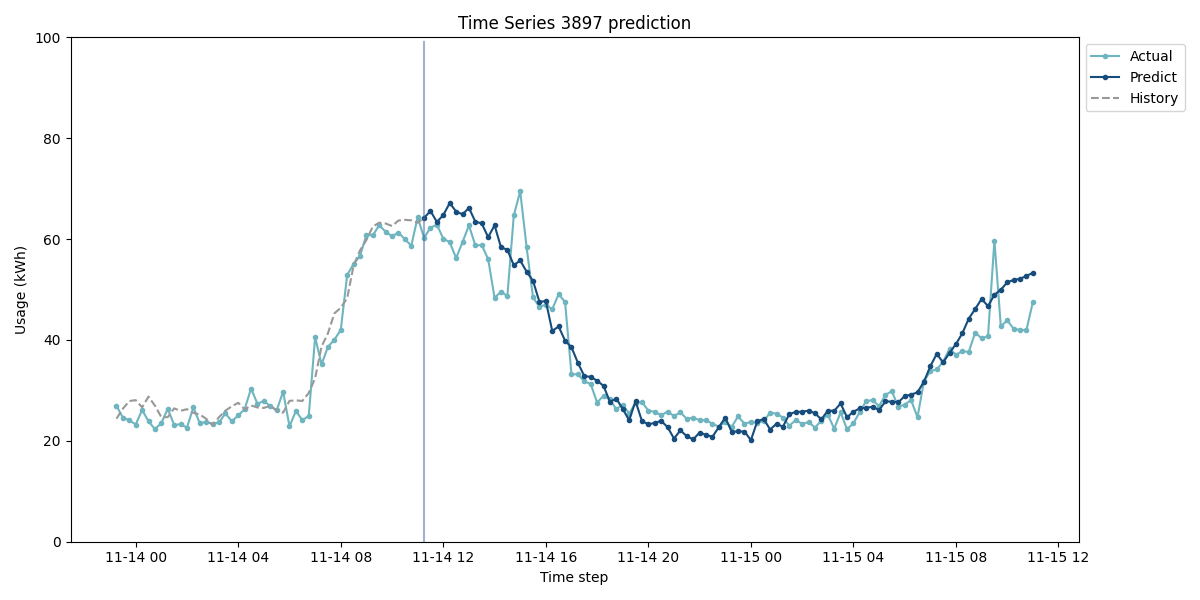 Time Series 3897 prediction
Usage (kWh)
100
80
60
40
20
0
11-14 00
11-14 04
11-14 08
11-14 12
11-14 16
11-14 20
11-15 00
11-15 04
11-15 08
11-15 12
Time step
Actual
Predict
History